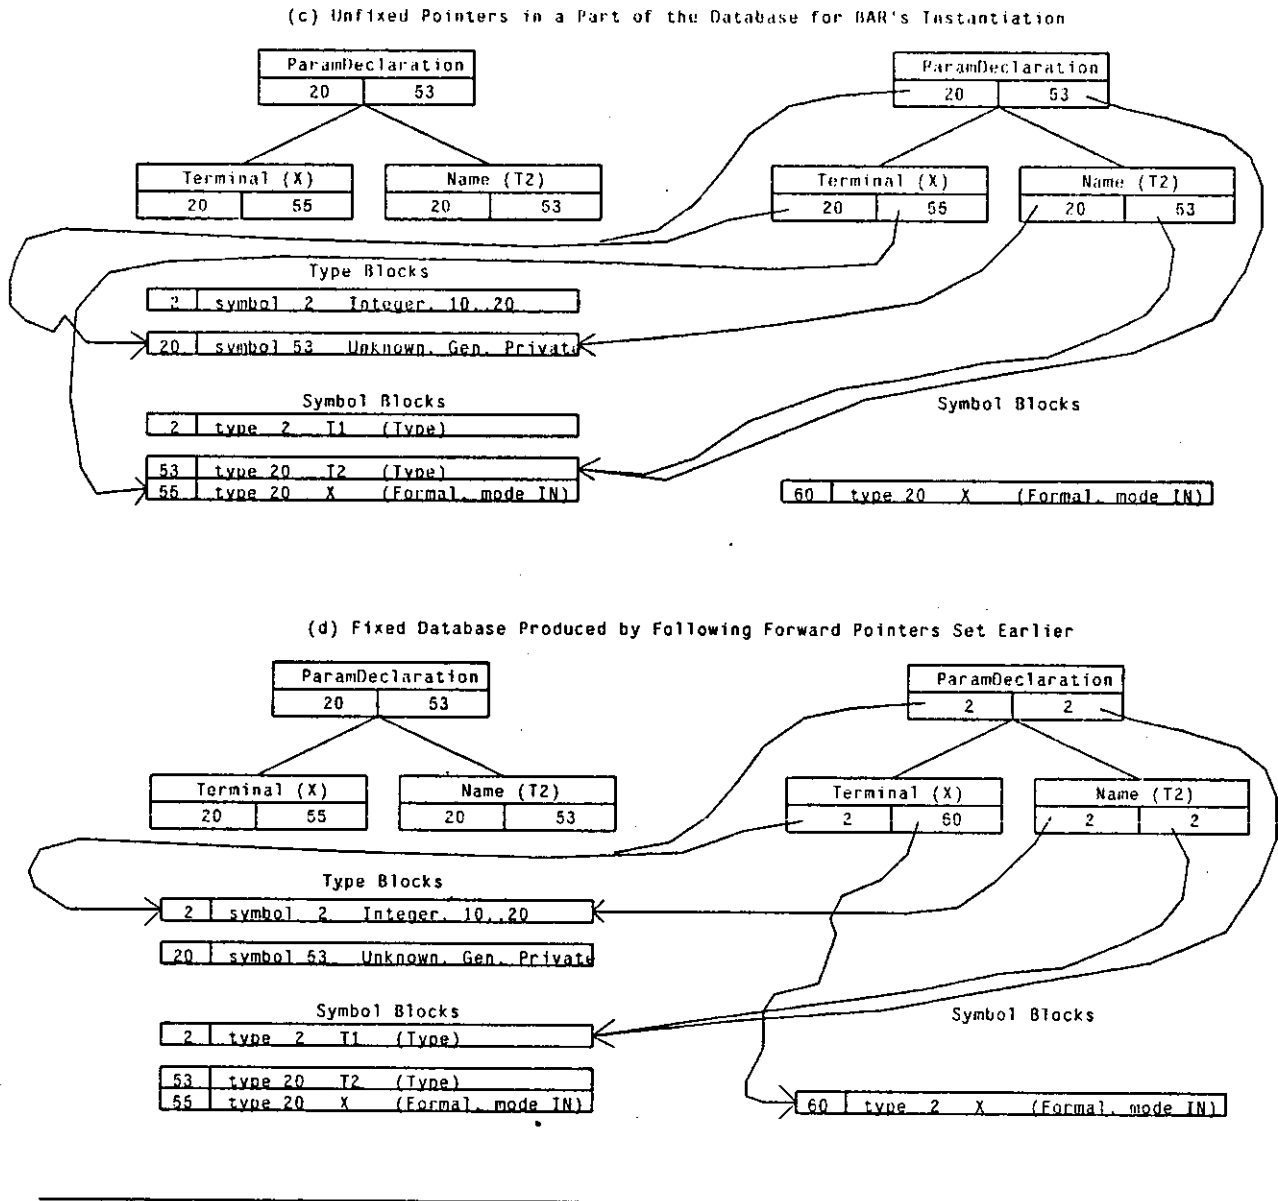 (c) Unfixed Pointers in a Part of the Database for BAR's Instantiation
ParamDeclaration
20 53
Terminal (X)
20 55
Name (T2)
20 53
ParamDeclaration
20 53
Terminal (X)
20 55
Name (T2)
20 53
Type Blocks
2 symbol 2 Integer, 10..20
20 symbol 53 Unknown, Gen. Private
Symbol Blocks
2 type 2 T1 (Type)
53 type 20 T2 (Type)
55 type 20 X (Formal, mode IN)
Symbol Blocks
60 type 20 X (Formal, mode IN)
(d) Fixed Database Produced by Following Forward Pointers Set Earlier
ParamDeclaration
20 53
Terminal (X)
20 55
Name (T2)
20 53
ParamDeclaration
2 2
Terminal (X)
2 60
Name (T2)
2 2
Type Blocks
2 symbol 2 Integer, 10..20
20 symbol 53 Unknown, Gen. Private
Symbol Blocks
2 type 2 T1 (Type)
53 type 20 T2 (Type)
55 type 20 X (Formal, mode IN)
Symbol Blocks
60 type 2 X (Formal, mode IN)